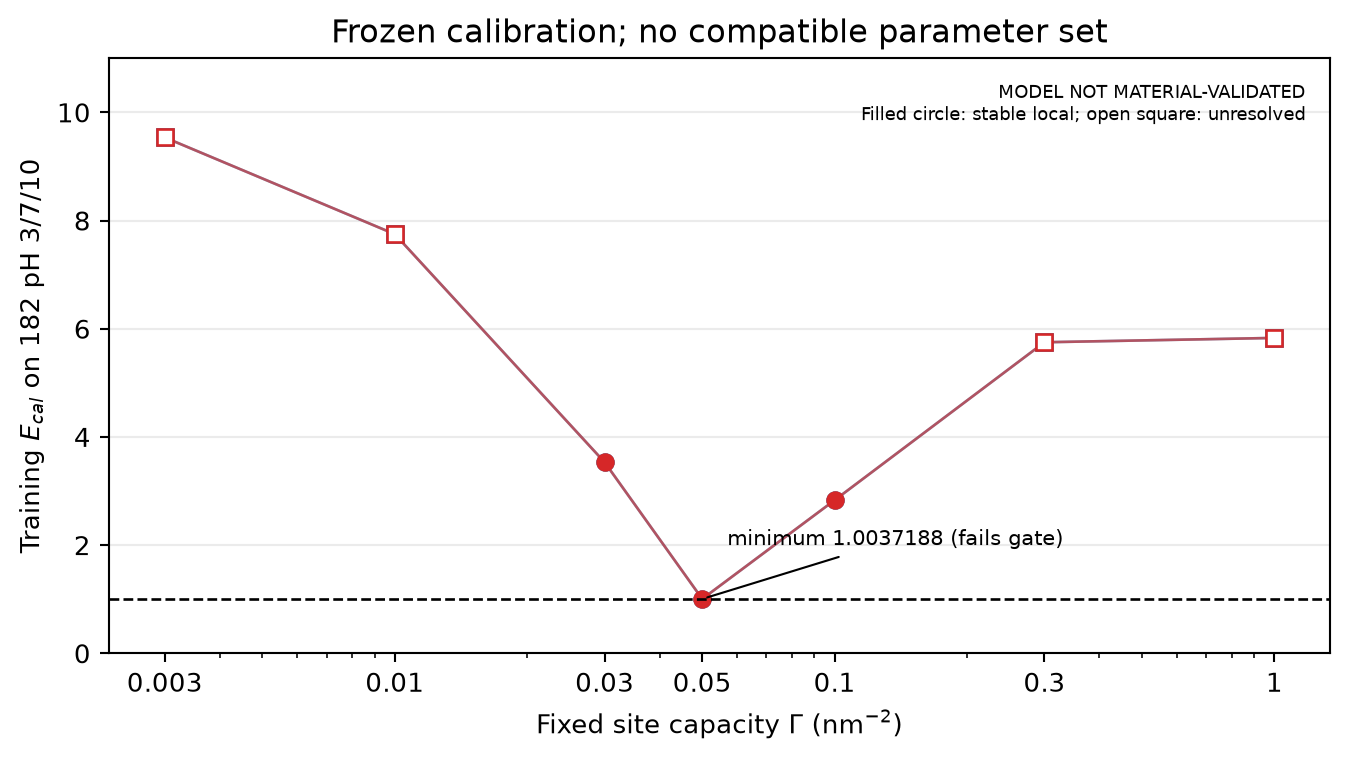 Frozen calibration; no compatible parameter set
MODEL NOT MATERIAL-VALIDATED
Filled circle: stable local; open square: unresolved
Training E_cal on 182 pH 3/7/10
10
8
6
4
2
0
minimum 1.0037188 (fails gate)
0.003 0.01 0.03 0.05 0.1 0.3 1
Fixed site capacity Γ (nm⁻²)